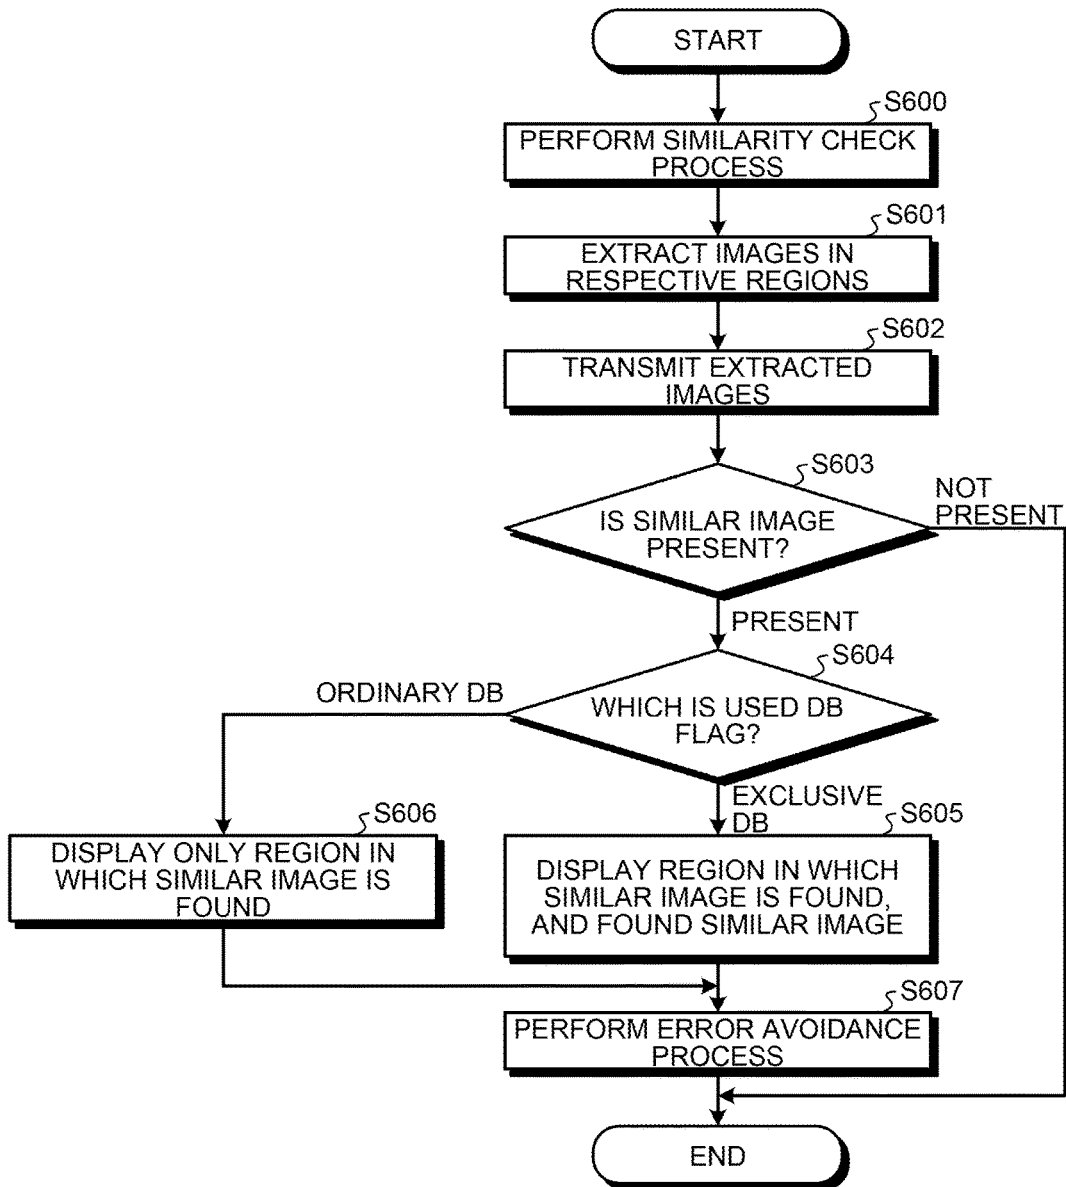 START
S600
PERFORM SIMILARITY CHECK
PROCESS
S601
EXTRACT IMAGES IN
RESPECTIVE REGIONS
S602
TRANSMIT EXTRACTED
IMAGES
S603
IS SIMILAR IMAGE
PRESENT?
NOT
PRESENT
PRESENT
S604
WHICH IS USED DB
FLAG?
ORDINARY DB
EXCLUSIVE
DB
S606
DISPLAY ONLY REGION IN
WHICH SIMILAR IMAGE IS
FOUND
S605
DISPLAY REGION IN WHICH
SIMILAR IMAGE IS FOUND,
AND FOUND SIMILAR IMAGE
S607
PERFORM ERROR AVOIDANCE
PROCESS
END